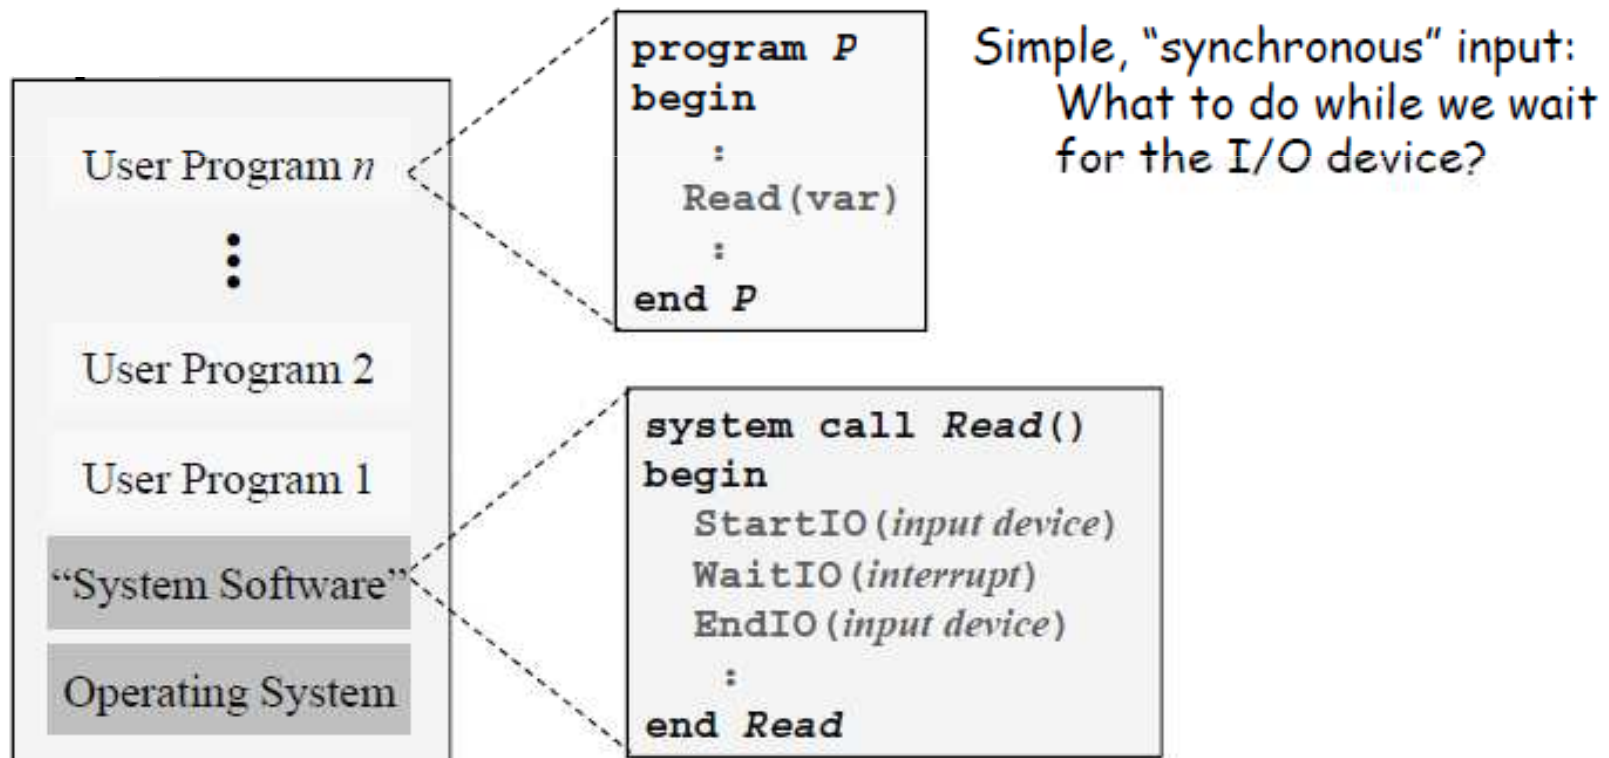 User Program n
User Program 2
User Program 1
“System Software”
Operating System
program P
begin
:
Read(var)
:
end P
system call Read()
begin
StartIO(input device)
WaitIO(interrupt)
EndIO(input device)
:
end Read
Simple, “synchronous” input:
What to do while we wait
for the I/O device?